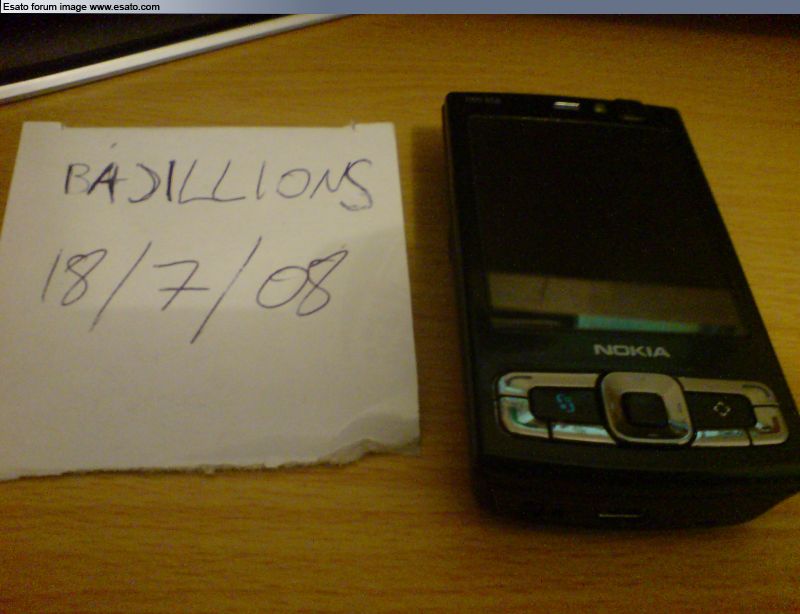 Esato forum image www.esato.com
BADILLIONS
18/7/08
NOKIA